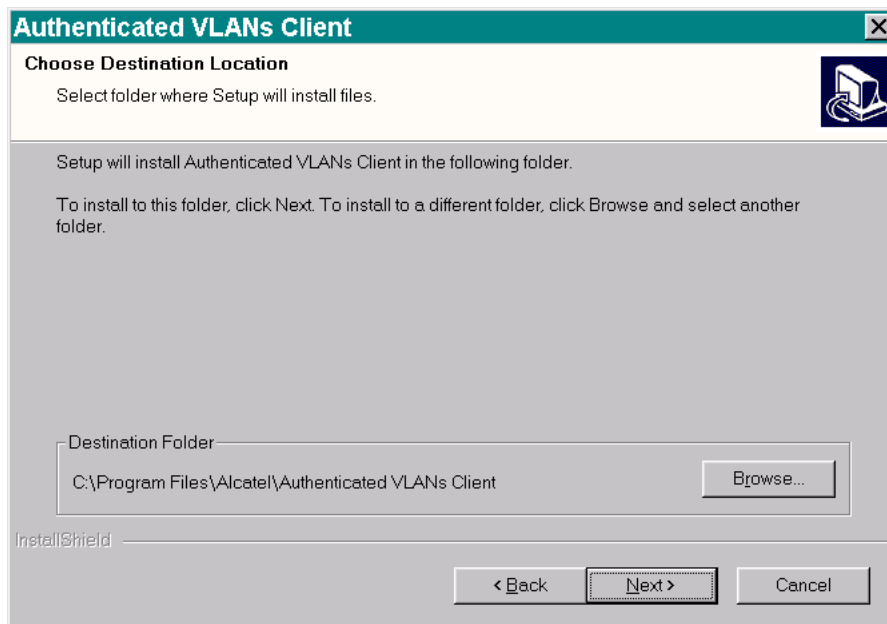 Authenticated VLANs Client
Choose Destination Location
Select folder where Setup will install files.
Setup will install Authenticated VLANs Client in the following folder.
To install to this folder, click Next. To install to a different folder, click Browse and select another
folder.
Destination Folder
C:\Program Files\Alcatel\Authenticated VLANs Client
Browse...
InstallShield
< Back
Next >
Cancel